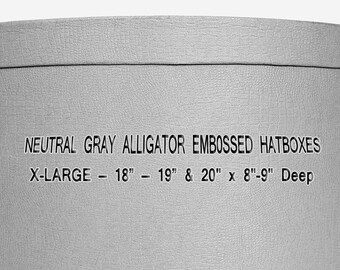 NEUTRAL GRAY ALLIGATOR EMBOSSED HATBOXES
X-LARGE – 18” – 19” & 20" x 8"-9" Deep